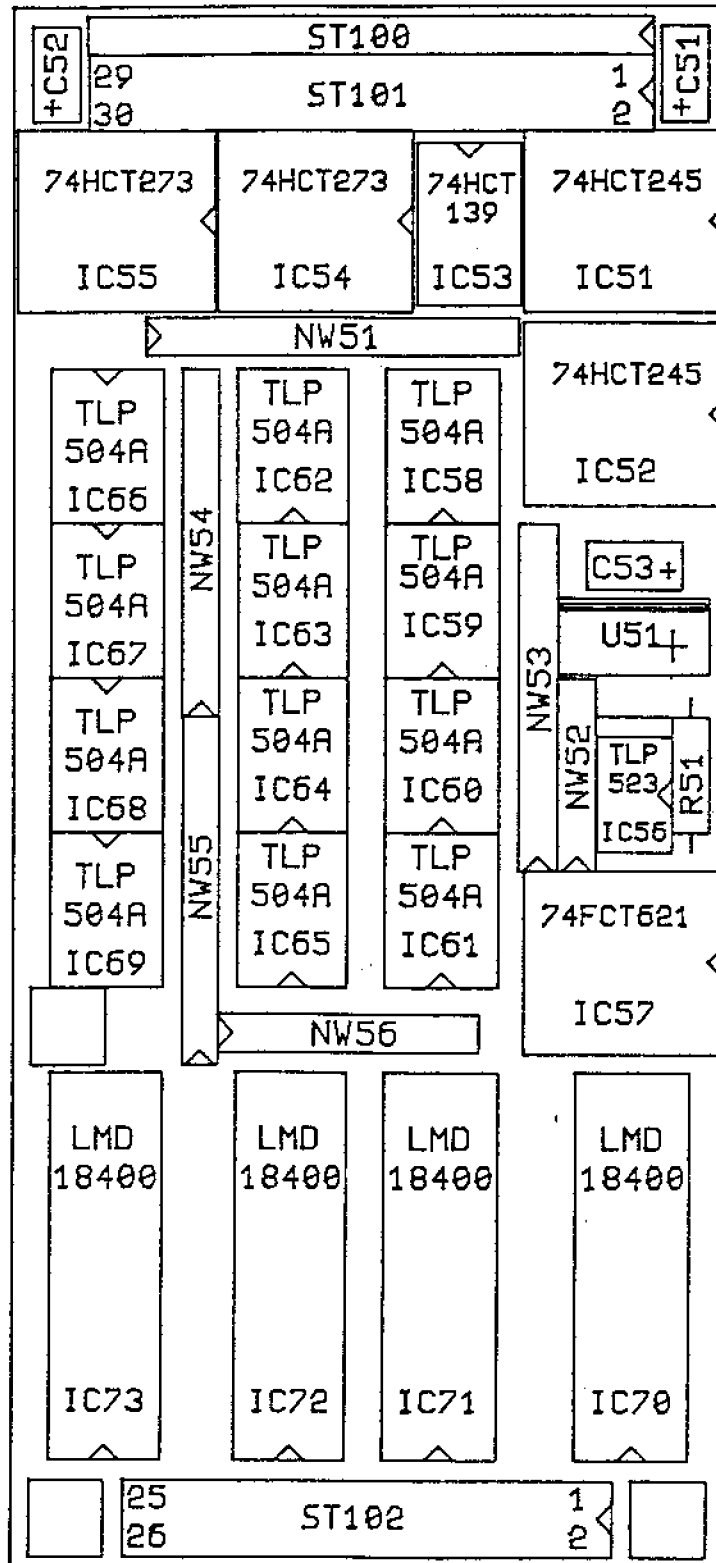 +C52
ST100
+C51
29
30
ST101
1
2
74HCT273
IC55
74HCT273
IC54
74HCT
139
IC53
74HCT245
IC51
NW51
74HCT245
IC52
TLP
504A
IC66
NW54
TLP
504A
IC62
TLP
504A
IC58
TLP
504A
IC67
TLP
504A
IC63
TLP
504A
IC59
NW53
C53+
U51
TLP
504A
IC68
NW55
TLP
504A
IC64
TLP
504A
IC60
NW52
TLP
523
IC56
R51
TLP
504A
IC69
TLP
504A
IC65
TLP
504A
IC61
74FCT621
IC57
NW56
LMD
18400
IC73
LMD
18400
IC72
LMD
18400
IC71
LMD
18400
IC70
25
26
ST102
1
2